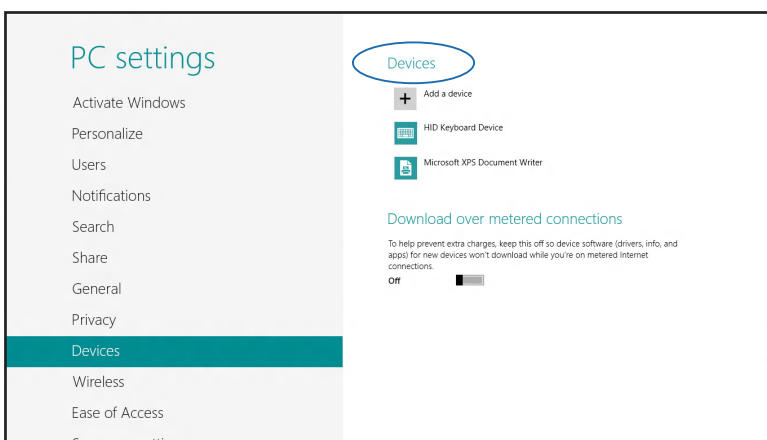 PC settings
Activate Windows
Personalize
Users
Notifications
Search
Share
General
Privacy
Devices
Wireless
Ease of Access
Devices
Add a device
HID Keyboard Device
Microsoft XPS Document Writer
Download over metered connections
To help prevent extra charges, keep this off so device software (drivers, info, and
apps) for new devices won't download while you're on metered Internet
connections.
Off